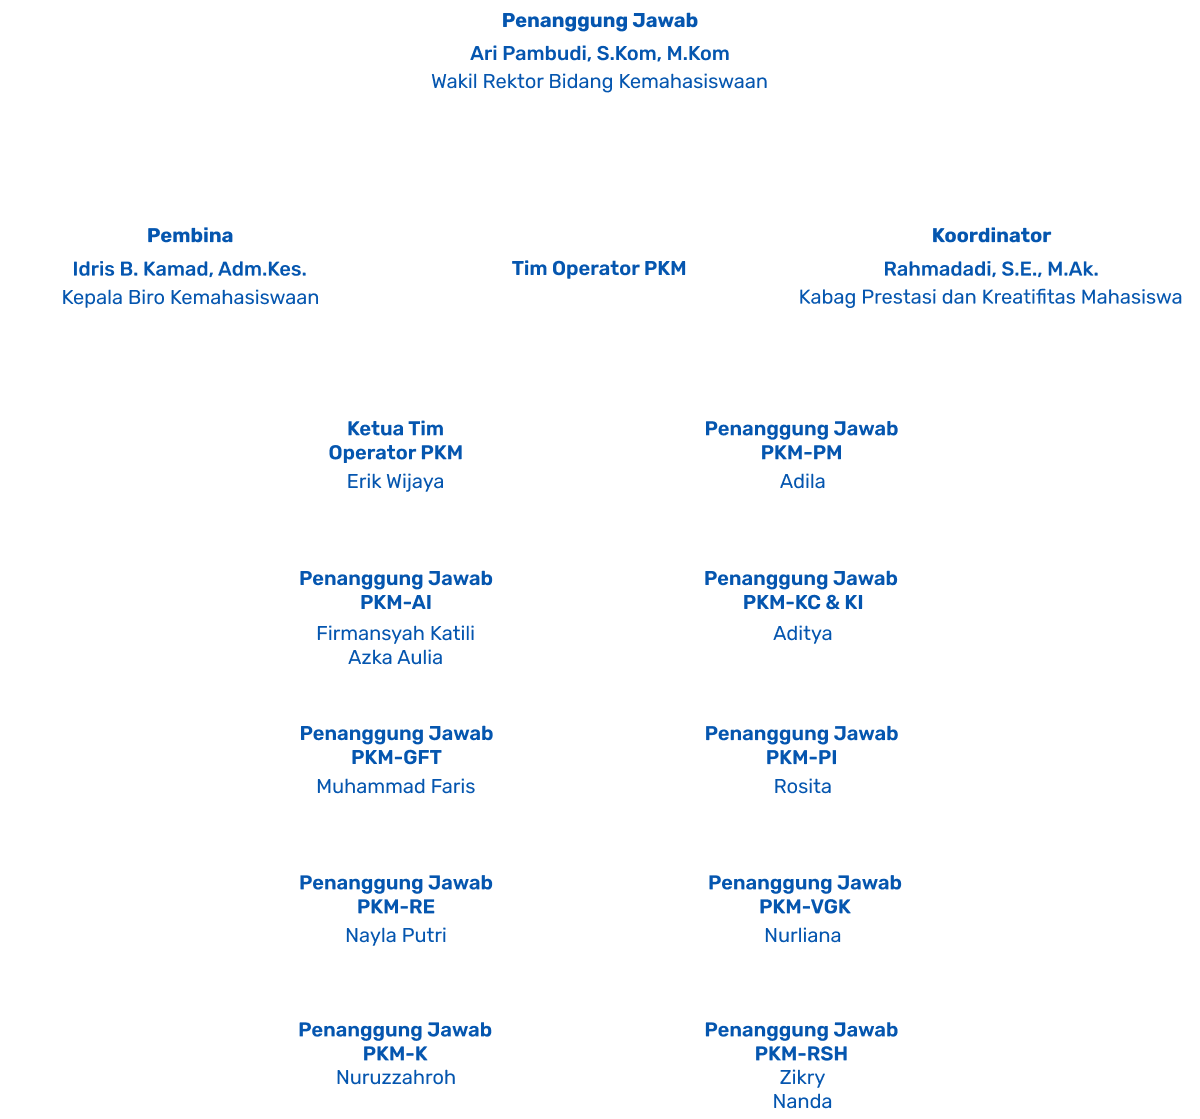 Penanggung Jawab
Ari Pambudi, S.Kom, M.Kom
Wakil Rektor Bidang Kemahasiswaan
Pembina
Idris B. Kamad, Adm.Kes.
Kepala Biro Kemahasiswaan
Tim Operator PKM
Koordinator
Rahmadadi, S.E., M.Ak.
Kabag Prestasi dan Kreatifitas Mahasiswa
Ketua Tim
Operator PKM
Erik Wijaya
Penanggung Jawab
PKM-PM
Adila
Penanggung Jawab
PKM-AI
Firmansyah Katili
Azka Aulia
Penanggung Jawab
PKM-KC & KI
Aditya
Penanggung Jawab
PKM-GFT
Muhammad Faris
Penanggung Jawab
PKM-PI
Rosita
Penanggung Jawab
PKM-RE
Nayla Putri
Penanggung Jawab
PKM-VGK
Nurliana
Penanggung Jawab
PKM-K
Nuruzzahroh
Penanggung Jawab
PKM-RSH
Zikry
Nanda